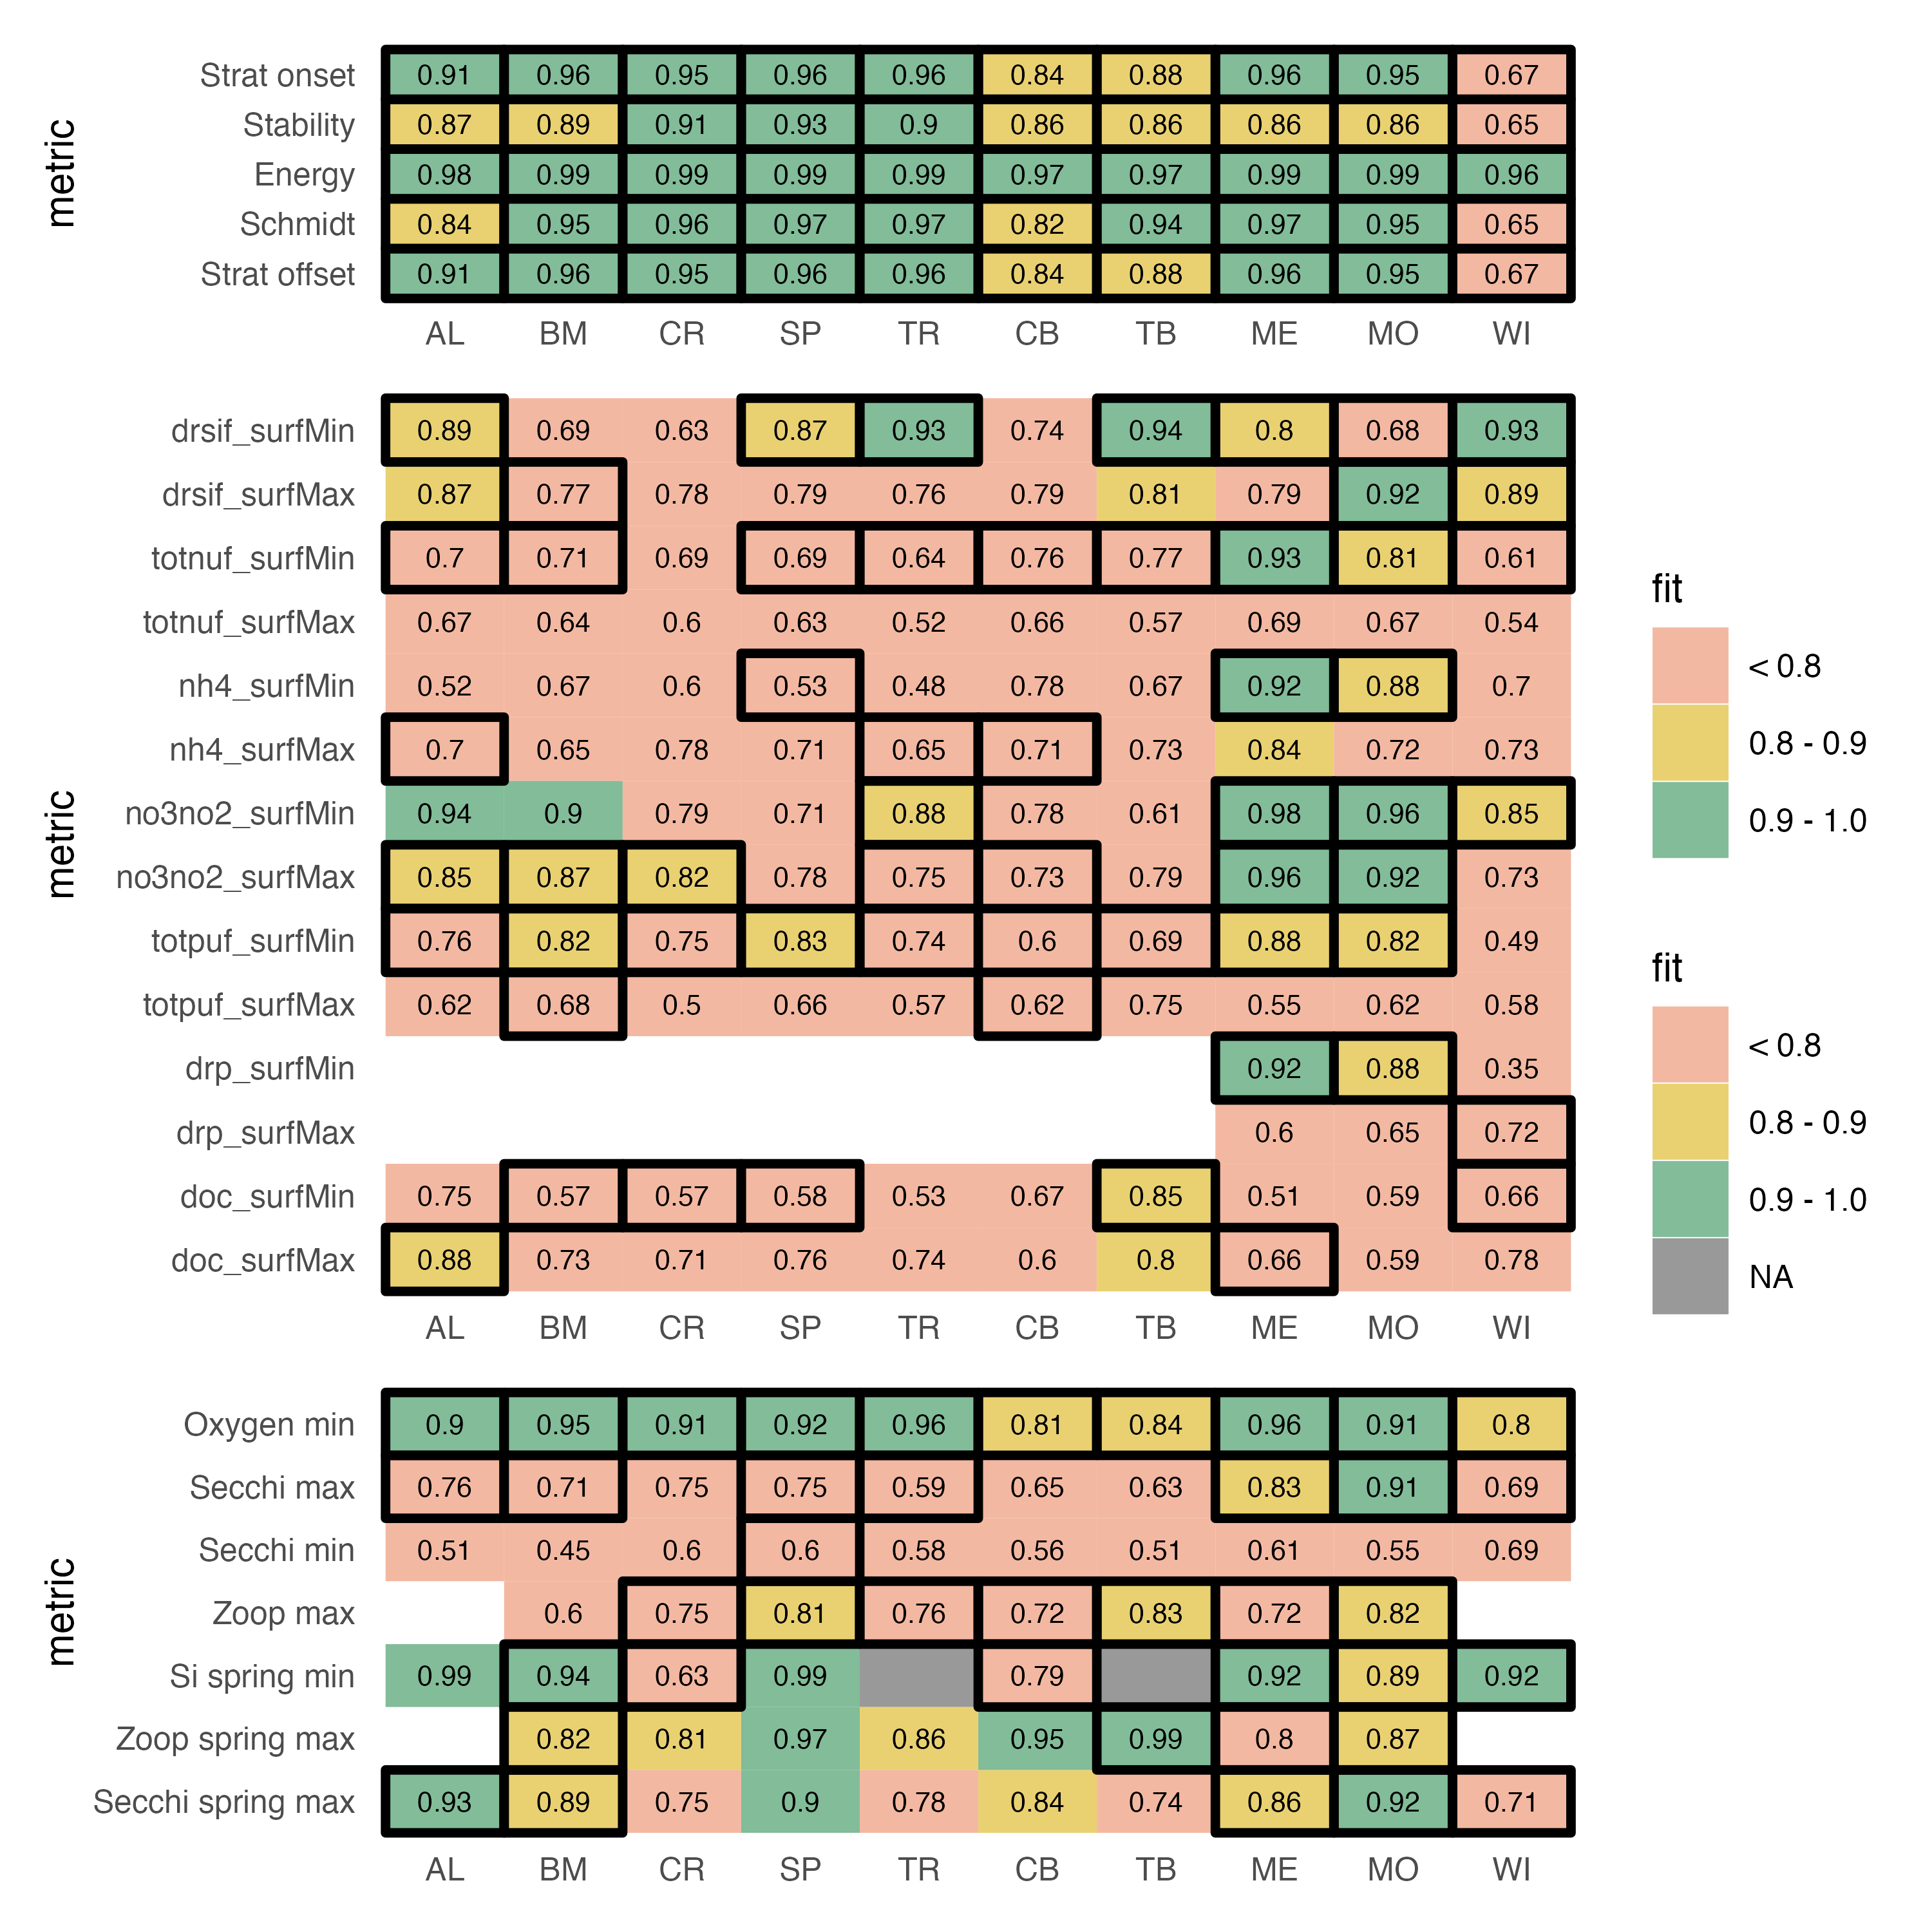 metric
Strat onset 0.91 0.96 0.95 0.96 0.96 0.84 0.88 0.96 0.95 0.67
Stability 0.87 0.89 0.91 0.93 0.9 0.86 0.86 0.86 0.86 0.65
Energy 0.98 0.99 0.99 0.99 0.99 0.97 0.97 0.99 0.99 0.96
Schmidt 0.84 0.95 0.96 0.97 0.97 0.82 0.94 0.97 0.95 0.65
Strat offset 0.91 0.96 0.95 0.96 0.96 0.84 0.88 0.96 0.95 0.67
AL BM CR SP TR CB TB ME MO WI
metric
drsif_surfMin 0.89 0.69 0.63 0.87 0.93 0.74 0.94 0.8 0.68 0.93
drsif_surfMax 0.87 0.77 0.78 0.79 0.76 0.79 0.81 0.79 0.92 0.89
totnuf_surfMin 0.7 0.71 0.69 0.69 0.64 0.76 0.77 0.93 0.81 0.61
totnuf_surfMax 0.67 0.64 0.6 0.63 0.52 0.66 0.57 0.69 0.67 0.54
nh4_surfMin 0.52 0.67 0.6 0.53 0.48 0.78 0.67 0.92 0.88 0.7
nh4_surfMax 0.7 0.65 0.78 0.71 0.65 0.71 0.73 0.84 0.72 0.73
no3no2_surfMin 0.94 0.9 0.79 0.71 0.88 0.78 0.61 0.98 0.96 0.85
no3no2_surfMax 0.85 0.87 0.82 0.78 0.75 0.73 0.79 0.96 0.92 0.73
totpuf_surfMin 0.76 0.82 0.75 0.83 0.74 0.6 0.69 0.88 0.82 0.49
totpuf_surfMax 0.62 0.68 0.5 0.66 0.57 0.62 0.75 0.55 0.62 0.58
drp_surfMin 0.92 0.88 0.35
drp_surfMax 0.6 0.65 0.72
doc_surfMin 0.75 0.57 0.57 0.58 0.53 0.67 0.85 0.51 0.59 0.66
doc_surfMax 0.88 0.73 0.71 0.76 0.74 0.6 0.8 0.66 0.59 0.78
AL BM CR SP TR CB TB ME MO WI
metric
Oxygen min 0.9 0.95 0.91 0.92 0.96 0.81 0.84 0.96 0.91 0.8
Secchi max 0.76 0.71 0.75 0.75 0.59 0.65 0.63 0.83 0.91 0.69
Secchi min 0.51 0.45 0.6 0.6 0.58 0.56 0.51 0.61 0.55 0.69
Zoop max 0.6 0.75 0.81 0.76 0.72 0.83 0.72 0.82
Si spring min 0.99 0.94 0.63 0.99 0.79 0.92 0.89 0.92
Zoop spring max 0.82 0.81 0.97 0.86 0.95 0.99 0.8 0.87
Secchi spring max 0.93 0.89 0.75 0.9 0.78 0.84 0.74 0.86 0.92 0.71
AL BM CR SP TR CB TB ME MO WI
fit
< 0.8
0.8 - 0.9
0.9 - 1.0
fit
< 0.8
0.8 - 0.9
0.9 - 1.0
NA